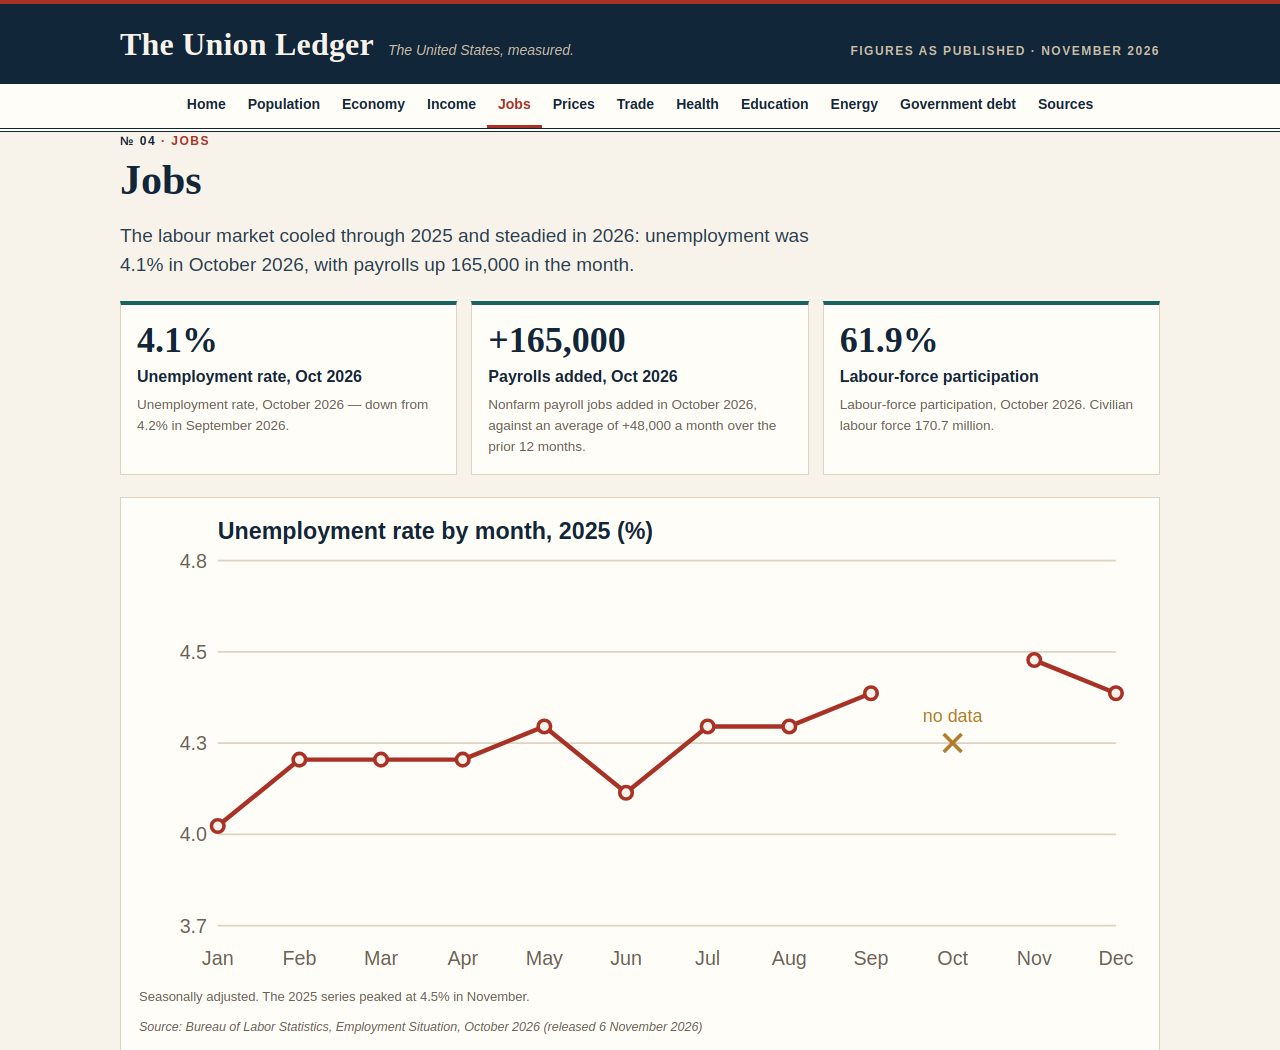 The Union Ledger The United States, measured. FIGURES AS PUBLISHED · NOVEMBER 2026
Home Population Economy Income Jobs Prices Trade Health Education Energy Government debt Sources
№ 04 · JOBS
Jobs
The labour market cooled through 2025 and steadied in 2026: unemployment was
4.1% in October 2026, with payrolls up 165,000 in the month.
4.1%
Unemployment rate, Oct 2026
Unemployment rate, October 2026 — down from
4.2% in September 2026.
+165,000
Payrolls added, Oct 2026
Nonfarm payroll jobs added in October 2026,
against an average of +48,000 a month over the
prior 12 months.
61.9%
Labour-force participation
Labour-force participation, October 2026. Civilian
labour force 170.7 million.
Unemployment rate by month, 2025 (%)
4.8
4.5
no data
4.3
4.0
3.7
Jan Feb Mar Apr May Jun Jul Aug Sep Oct Nov Dec
Seasonally adjusted. The 2025 series peaked at 4.5% in November.
Source: Bureau of Labor Statistics, Employment Situation, October 2026 (released 6 November 2026)